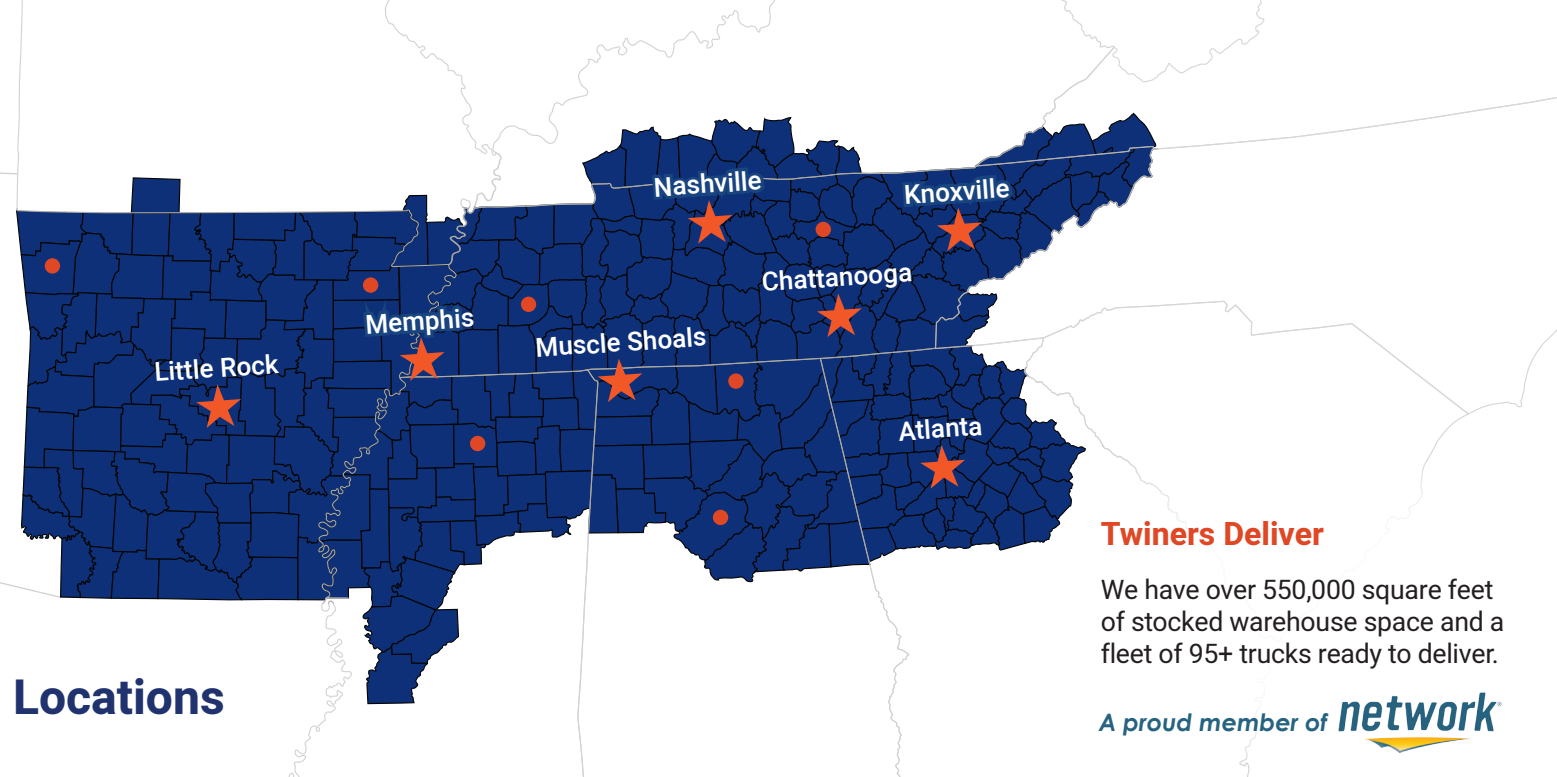 Nashville
Knoxville
Chattanooga
Memphis
Muscle Shoals
Little Rock
Atlanta
Twiners Deliver
We have over 550,000 square feet
of stocked warehouse space and a
fleet of 95+ trucks ready to deliver.
Locations
A proud member of network®